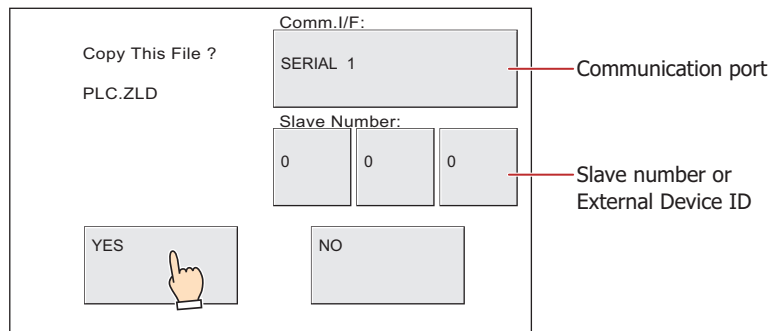 Comm.I/F:
Copy This File ?
SERIAL 1
Communication port
PLC.ZLD
Slave Number:
0 0 0
Slave number or
External Device ID
YES NO